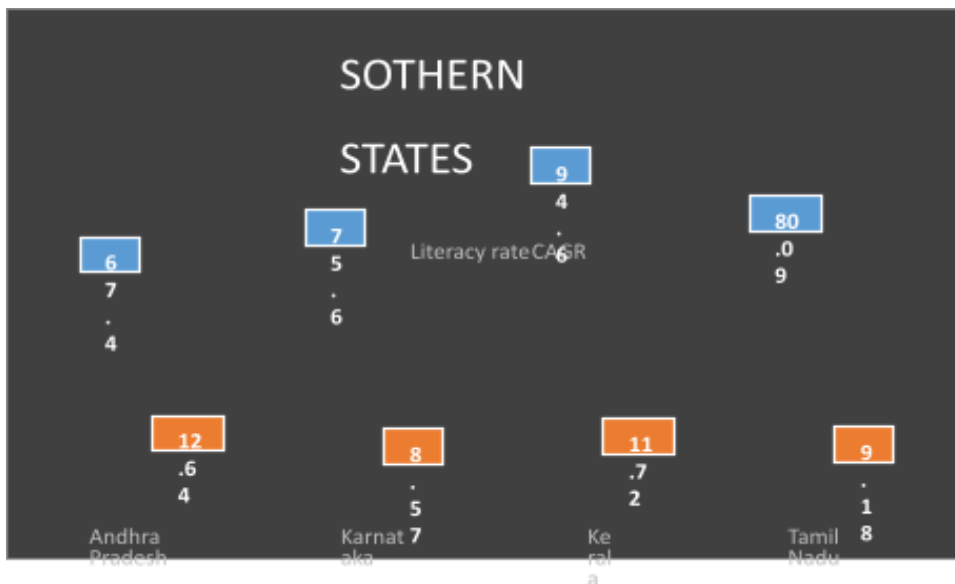 SOTHERN
STATES
9
4
.
6
80
.0
9
7
5
.
6
Literacy rate CAGR
6
7
.
4
12
.6
4
8
.
5
7
11
.7
2
9
.
1
8
Andhra
Pradesh
Karnat
aka
Ke
ral
a
Tamil
Nadu